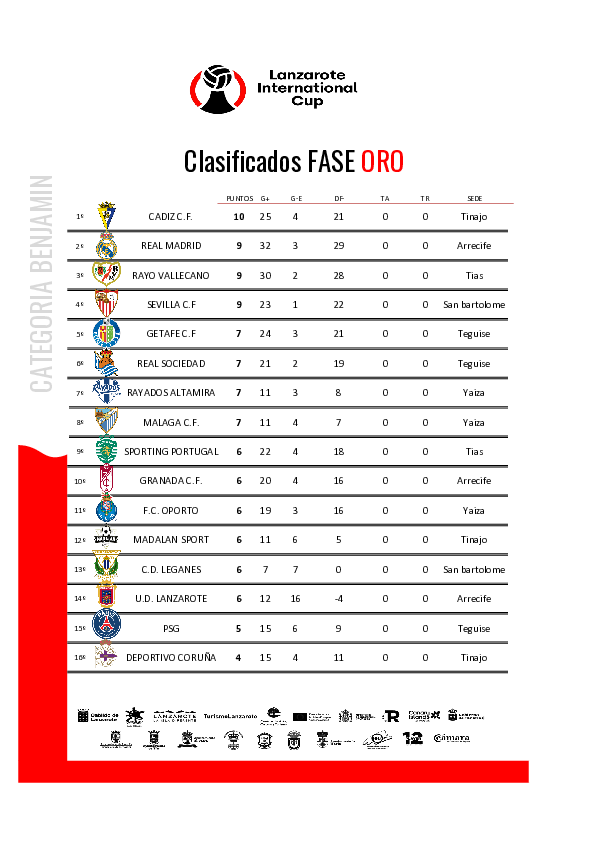 Lanzarote
International
Cup
Clasificados FASE ORO
CATEGORIA BENJAMIN
PUNTOS G+ G-E DF- TA TR SEDE
1º CADIZ C.F. 10 25 4 21 0 0 Tinajo
2º REAL MADRID 9 32 3 29 0 0 Arrecife
3º RAYO VALLECANO 9 30 2 28 0 0 Tias
4º SEVILLA C.F 9 23 1 22 0 0 San bartolome
5º GETAFE C.F 7 24 3 21 0 0 Teguise
6º REAL SOCIEDAD 7 21 2 19 0 0 Teguise
7º RAYADOS ALTAMIRA 7 11 3 8 0 0 Yaiza
8º MALAGA C.F. 7 11 4 7 0 0 Yaiza
9º SPORTING PORTUGAL 6 22 4 18 0 0 Tias
10º GRANADA C.F. 6 20 4 16 0 0 Arrecife
11º F.C. OPORTO 6 19 3 16 0 0 Yaiza
12º MADALAN SPORT 6 11 6 5 0 0 Tinajo
13º C.D. LEGANES 6 7 7 0 0 0 San bartolome
14º U.D. LANZAROTE 6 12 16 -4 0 0 Arrecife
15º PSG 5 15 6 9 0 0 Teguise
16º DEPORTIVO CORUÑA 4 15 4 11 0 0 Tinajo
Cabildo de Lanzarote LANZAROTE TurismoLanzarote R Canary Islands
12 Cámara